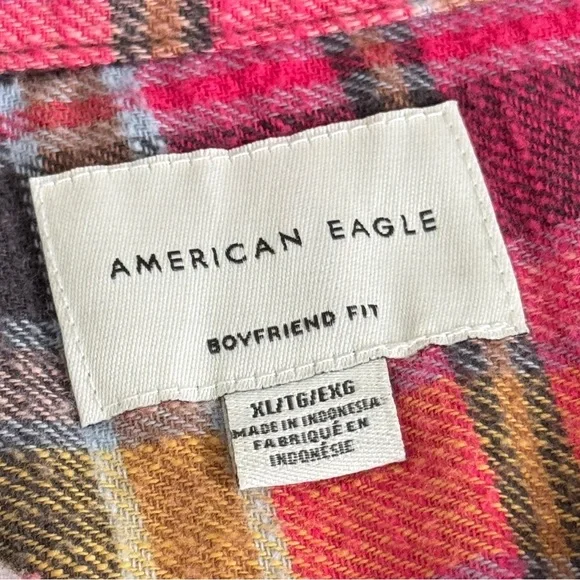 AMERICAN EAGLE
BOYFRIEND FIT
XL/TG/EXG
MADE IN INDONESIA
FABRIQUÉ EN
INDONÉSIE